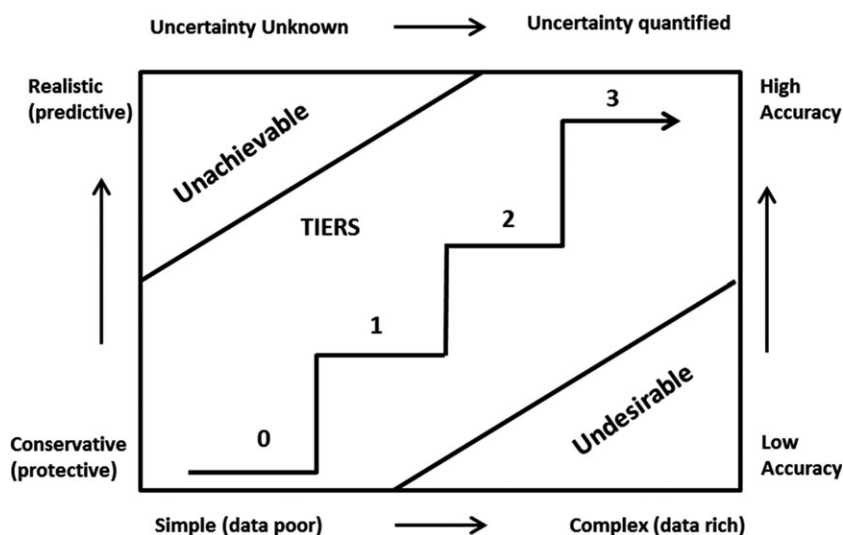 Uncertainty Unknown
Uncertainty quantified
Realistic
(predictive)
High
Accuracy
3
Unachievable
TIERS
2
1
Undesirable
0
Conservative
(protective)
Low
Accuracy
Simple (data poor)
Complex (data rich)